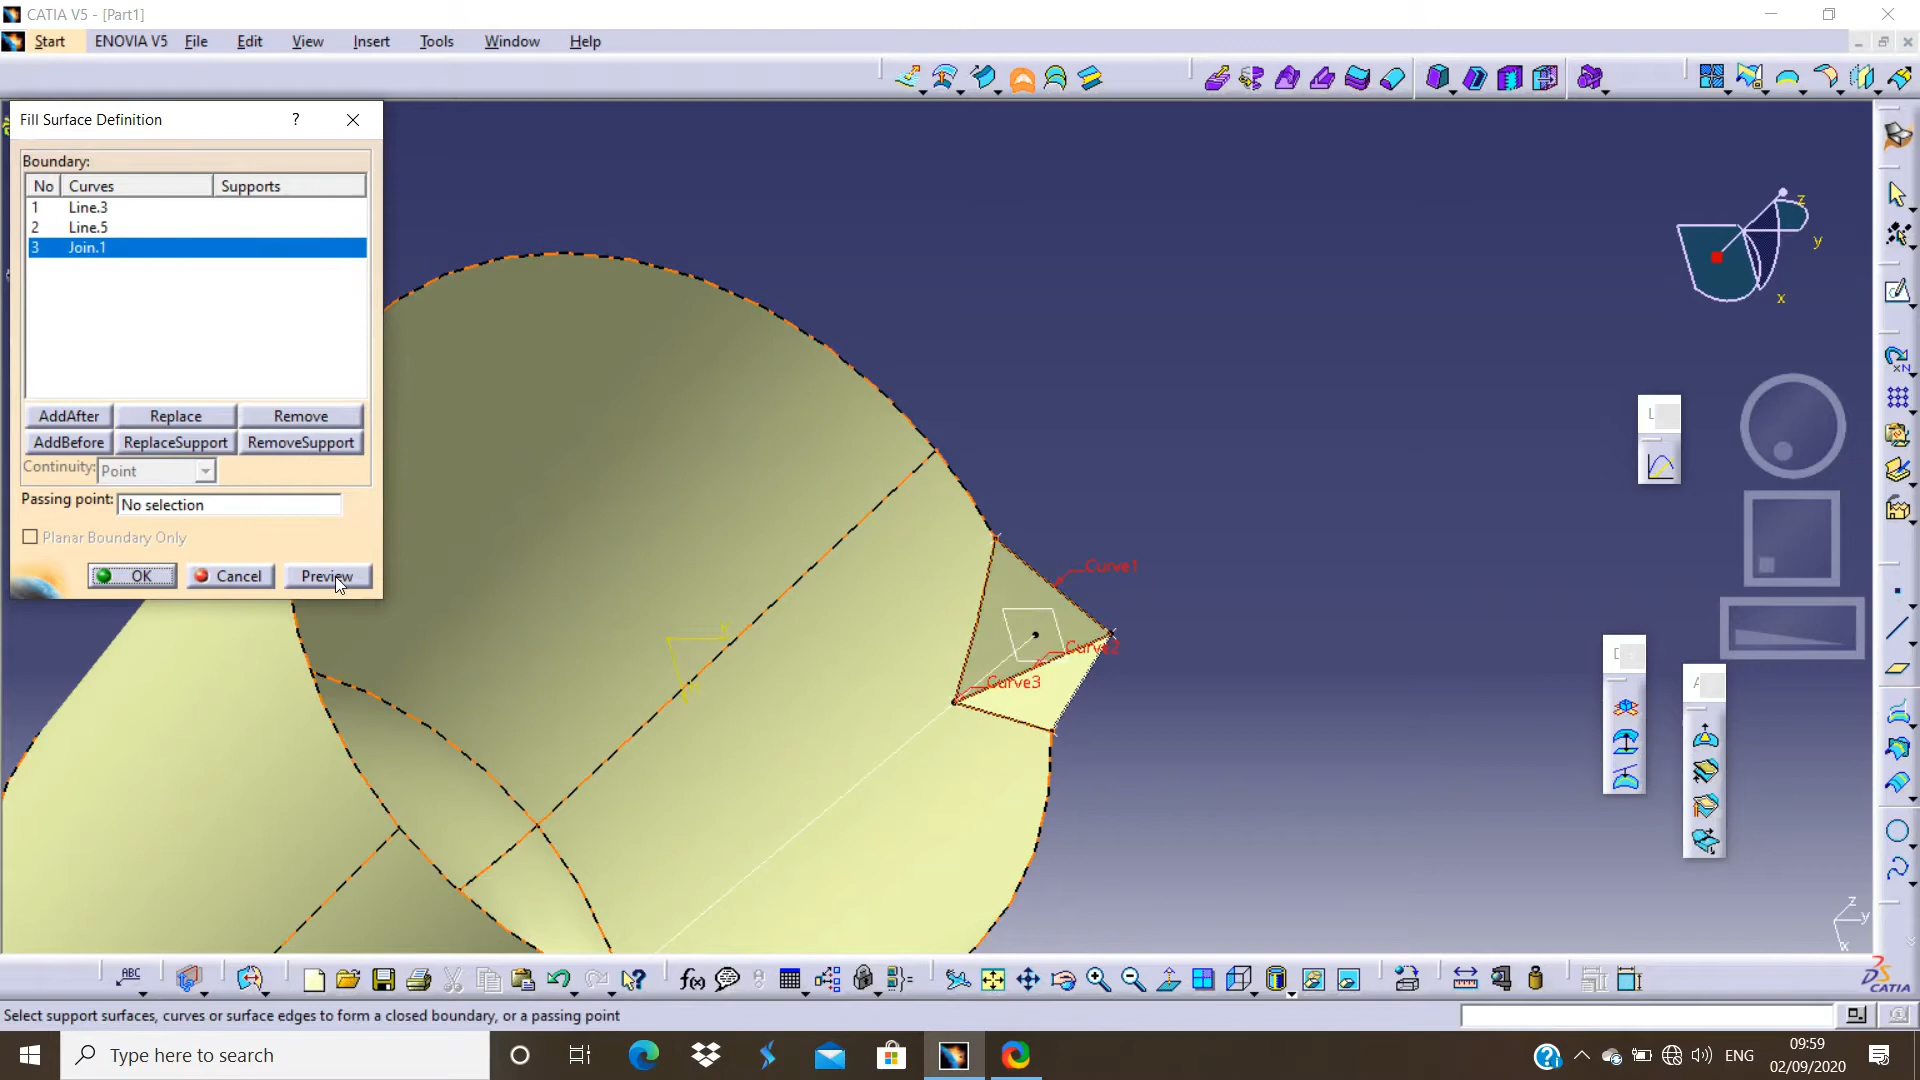 CATIA V5 - [Part1]
Start ENOVIA V5 File Edit View Insert Tools Window Help
Fill Surface Definition ?
Boundary:
No Curves Supports
1 Line.3
2 Line.5
3 Join.1
AddAfter Replace Remove
AddBefore ReplaceSupport RemoveSupport
Continuity: Point
Passing point: No selection
Planar Boundary Only
OK Cancel Preview
Curve1
Curve2
Curve3
z
y
x
L
D
A
z
y
x
ABC
f(x)
CATIA
Select support surfaces, curves or surface edges to form a closed boundary, or a passing point
Type here to search
ENG
09:59
02/09/2020